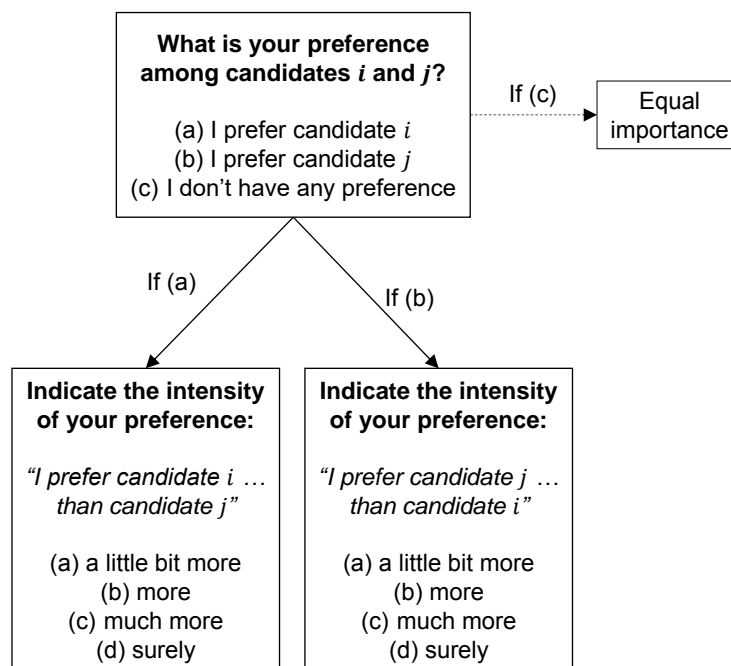 What is your preference
among candidates i and j?
(a) I prefer candidate i
(b) I prefer candidate j
(c) I don't have any preference
If (c)
Equal
importance
If (a)
If (b)
Indicate the intensity
of your preference:
“I prefer candidate i …
than candidate j”
(a) a little bit more
(b) more
(c) much more
(d) surely
Indicate the intensity
of your preference:
“I prefer candidate j …
than candidate i”
(a) a little bit more
(b) more
(c) much more
(d) surely